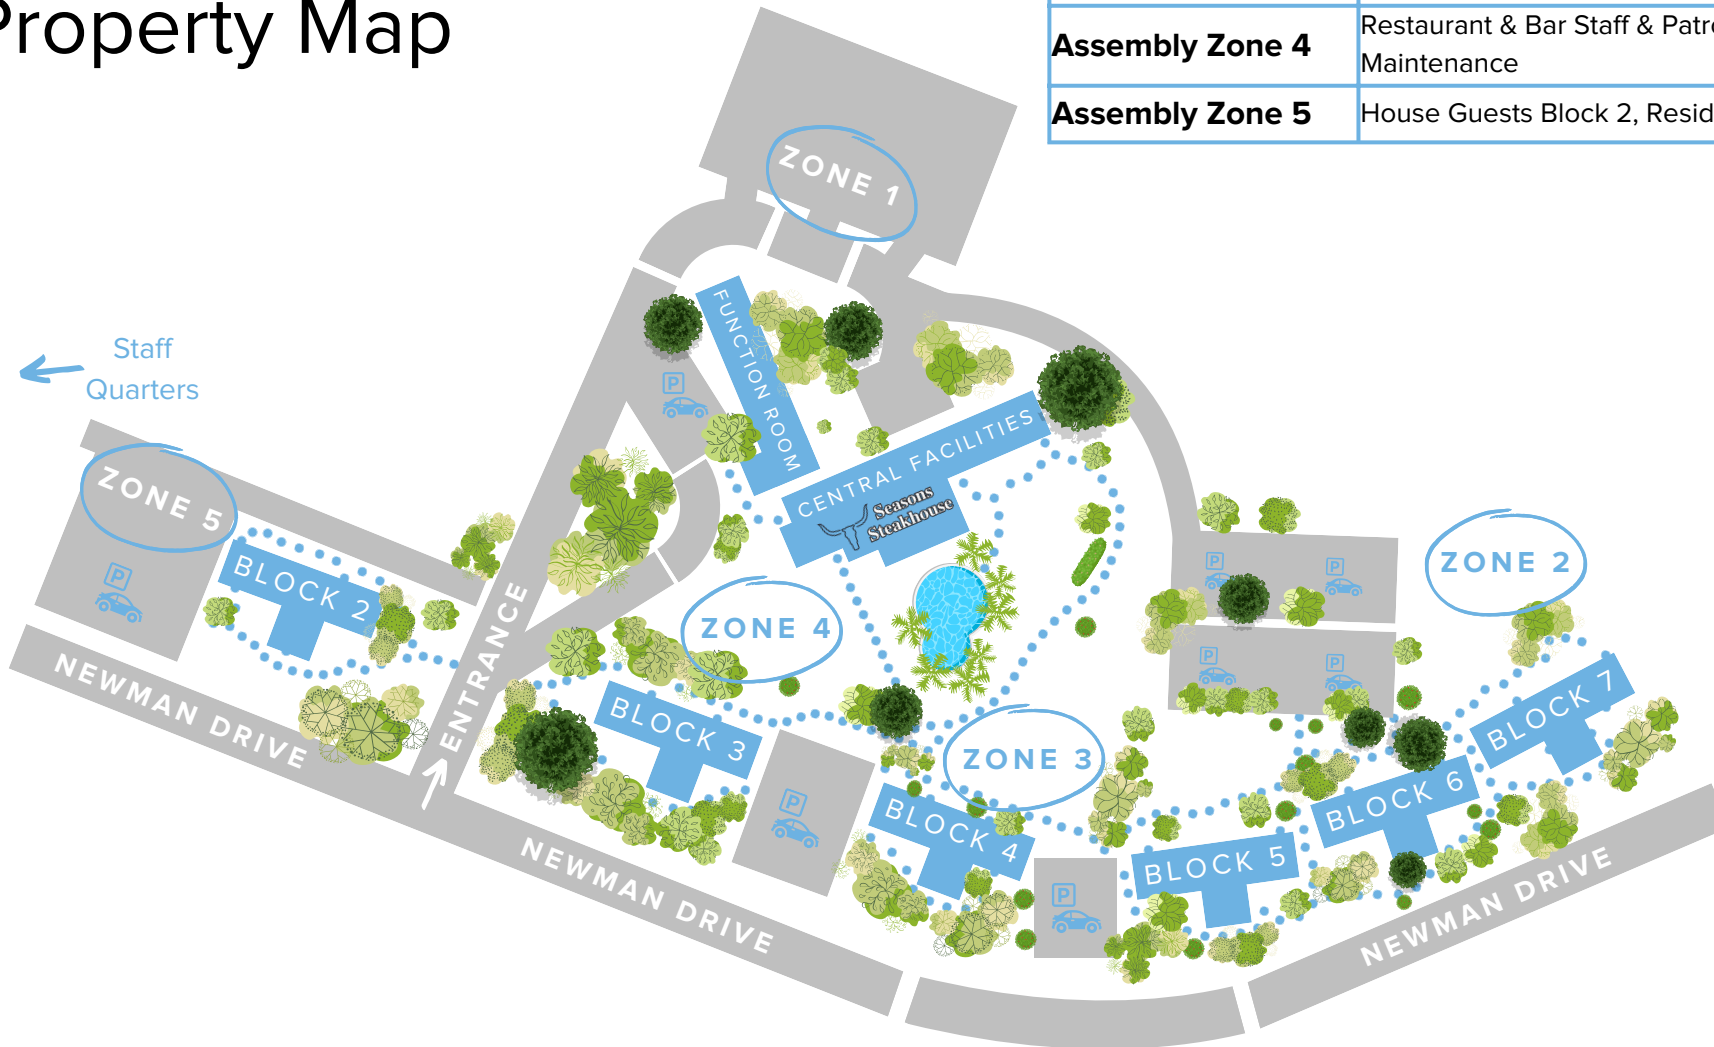 Property Map
Assembly Zone 4
Restaurant & Bar Staff &
Maintenance
Assembly Zone 5
House Guests Block 2,
ZONE 1
FUNCTION ROOM
Staff
Quarters
P
CENTRAL FACILITIES
Seasons
Steakhouse
ZONE 5
P
BLOCK 2
ENTRANCE
ZONE 4
ZONE 2
P
P
P
P
NEWMAN DRIVE
BLOCK 3
ZONE 3
BLOCK 7
P
BLOCK 4
BLOCK 6
BLOCK 5
P
NEWMAN DRIVE
NEWMAN DRIVE